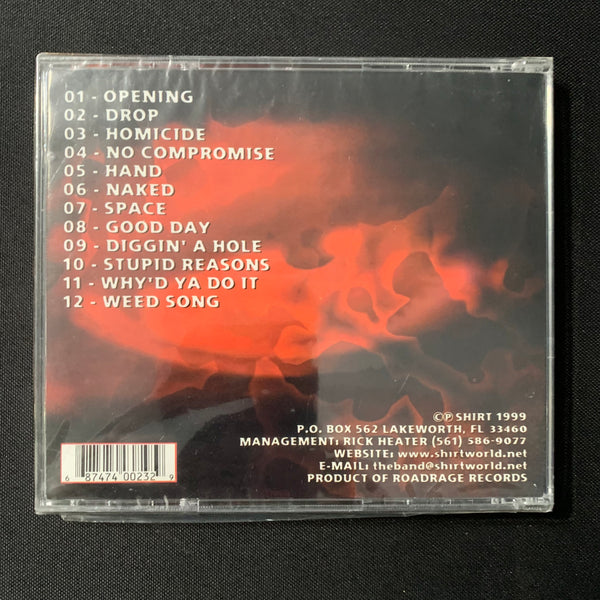 01 - OPENING
02 - DROP
03 - HOMICIDE
04 - NO COMPROMISE
05 - HAND
06 - NAKED
07 - SPACE
08 - GOOD DAY
09 - DIGGIN' A HOLE
10 - STUPID REASONS
11 - WHY'D YA DO IT
12 - WEED SONG
©℗ SHIRT 1999
P.O. BOX 562 LAKEWORTH, FL 33460
MANAGEMENT: RICK HEATER (561) 586-9077
WEBSITE: www.shirtworld.net
E-MAIL: theband@shirtworld.net
PRODUCT OF ROADRAGE RECORDS
6 87474 00232 9